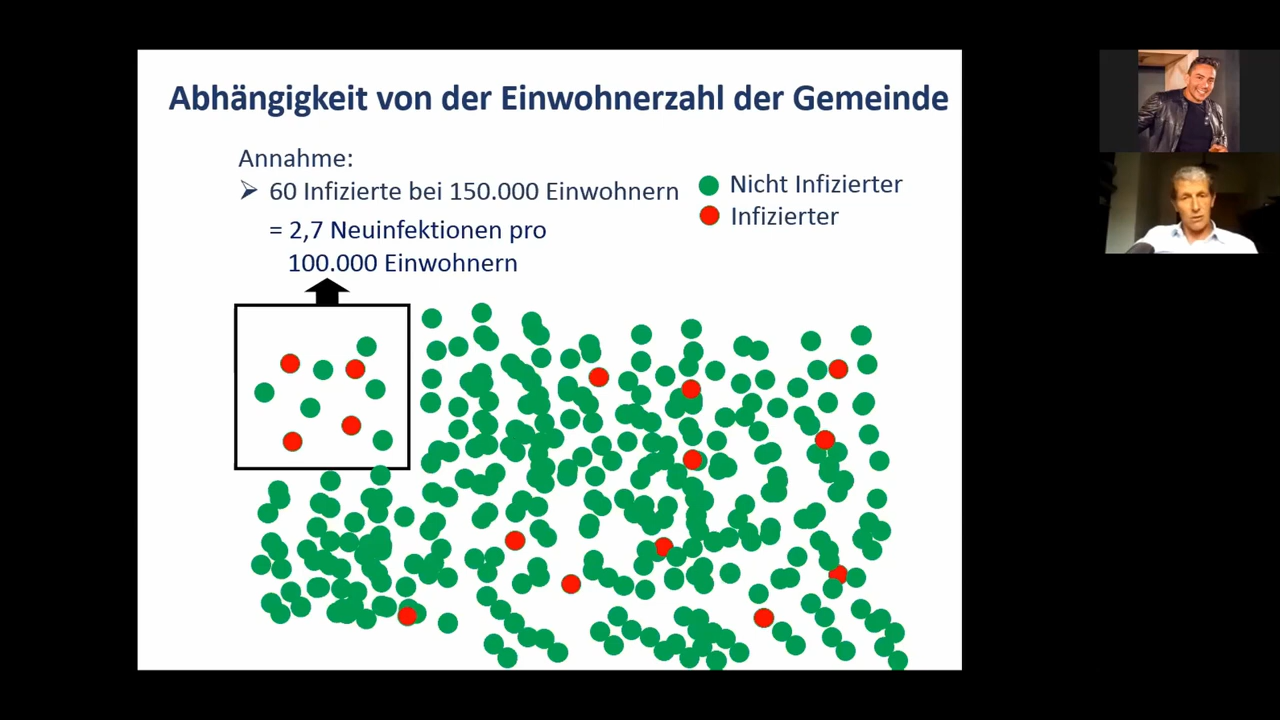 Abhängigkeit von der Einwohnerzahl der Gemeinde
Annahme:
➢ 60 Infizierte bei 150.000 Einwohnern
= 2,7 Neuinfektionen pro
100.000 Einwohnern
Nicht Infizierter
Infizierter